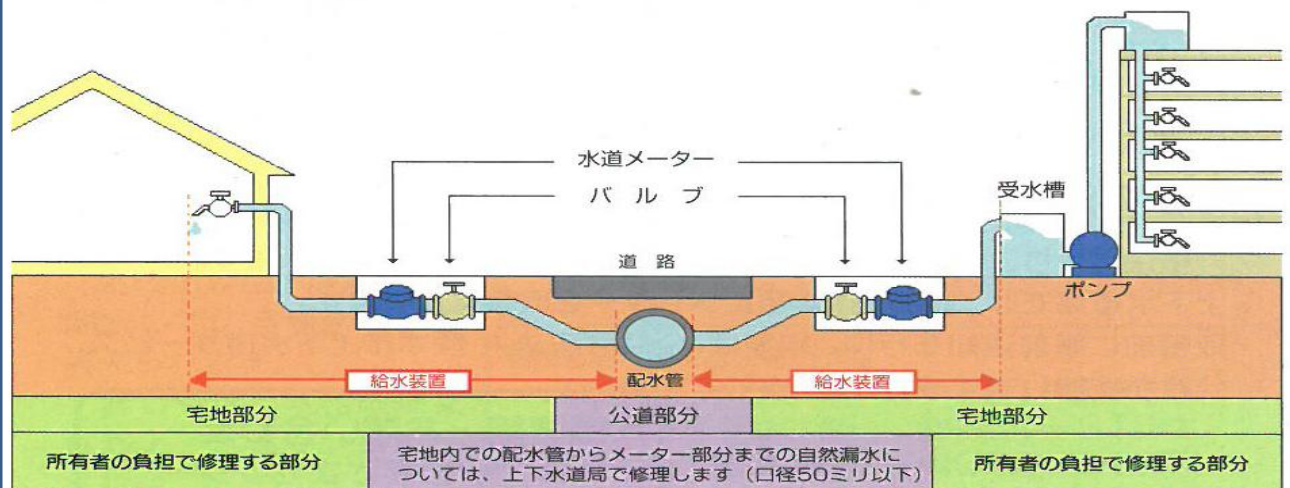 水道メーター
バルブ
受水槽
道路
ポンプ
給水装置
配水管
給水装置
宅地部分
公道部分
宅地部分
所有者の負担で修理する部分
宅地内での配水管からメーター部分までの自然漏水に
ついては、上下水道局で修理します（口径50ミリ以下）
所有者の負担で修理する部分